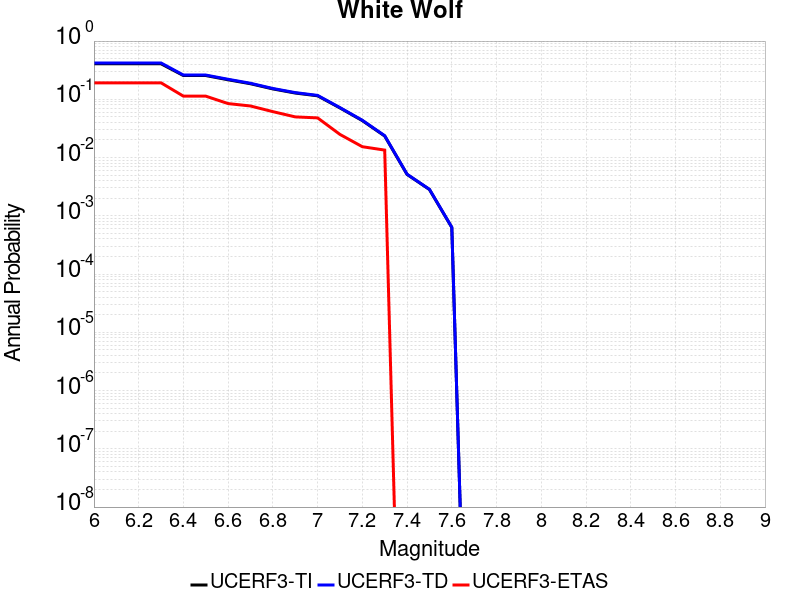 White Wolf
10^0
10^-1
10^-2
10^-3
10^-4
10^-5
10^-6
10^-7
10^-8
Annual Probability
6 6.2 6.4 6.6 6.8 7 7.2 7.4 7.6 7.8 8 8.2 8.4 8.6 8.8 9
Magnitude
UCERF3-TI UCERF3-TD UCERF3-ETAS